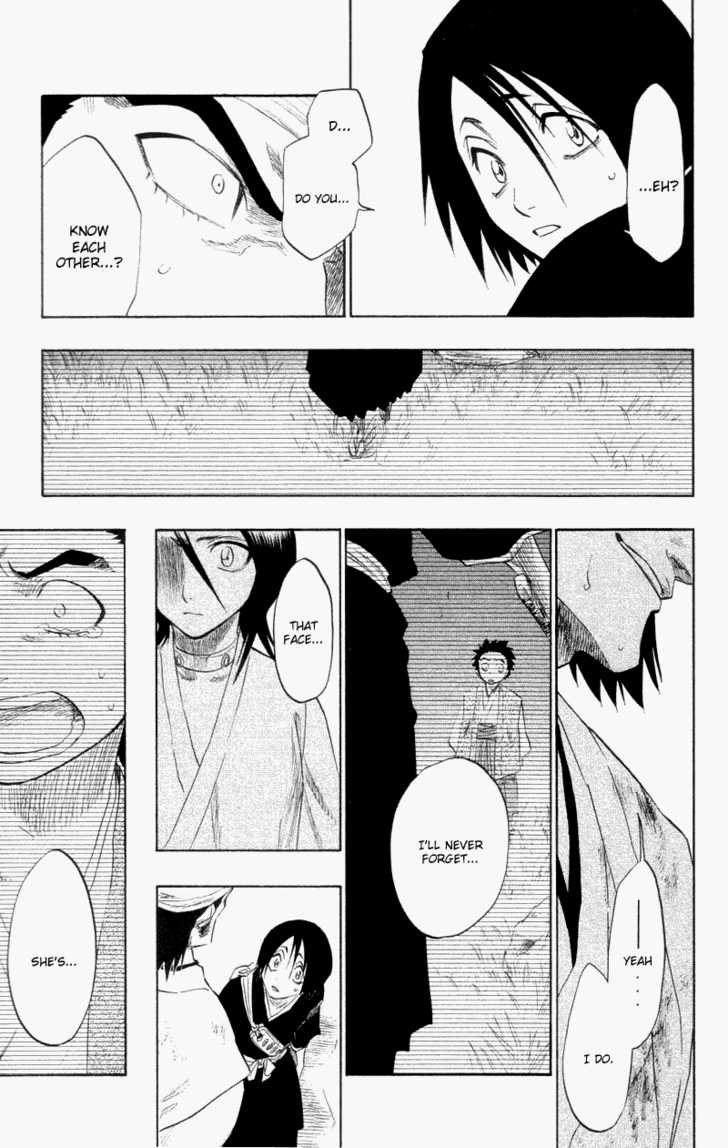 ...EH?
D...
DO YOU...
KNOW
EACH
OTHER...?
YEAH
....
I DO.
I'LL NEVER
FORGET...
THAT
FACE...
SHE'S...